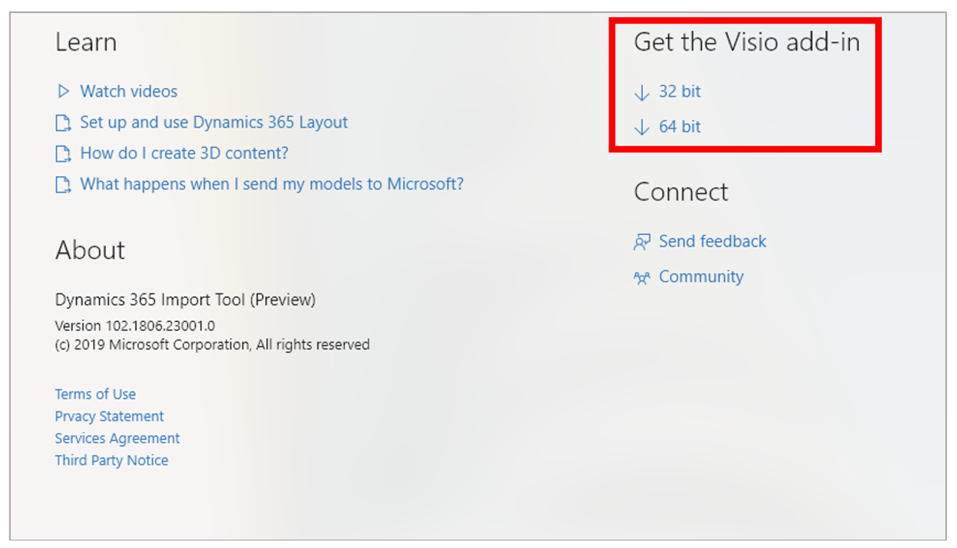 Learn
Watch videos
Set up and use Dynamics 365 Layout
How do I create 3D content?
What happens when I send my models to Microsoft?
About
Dynamics 365 Import Tool (Preview)
Version 102.1806.23001.0
(c) 2019 Microsoft Corporation, All rights reserved
Terms of Use
Prvacy Statement
Services Agreement
Third Party Notice
Get the Visio add-in
32 bit
64 bit
Connect
Send feedback
Community